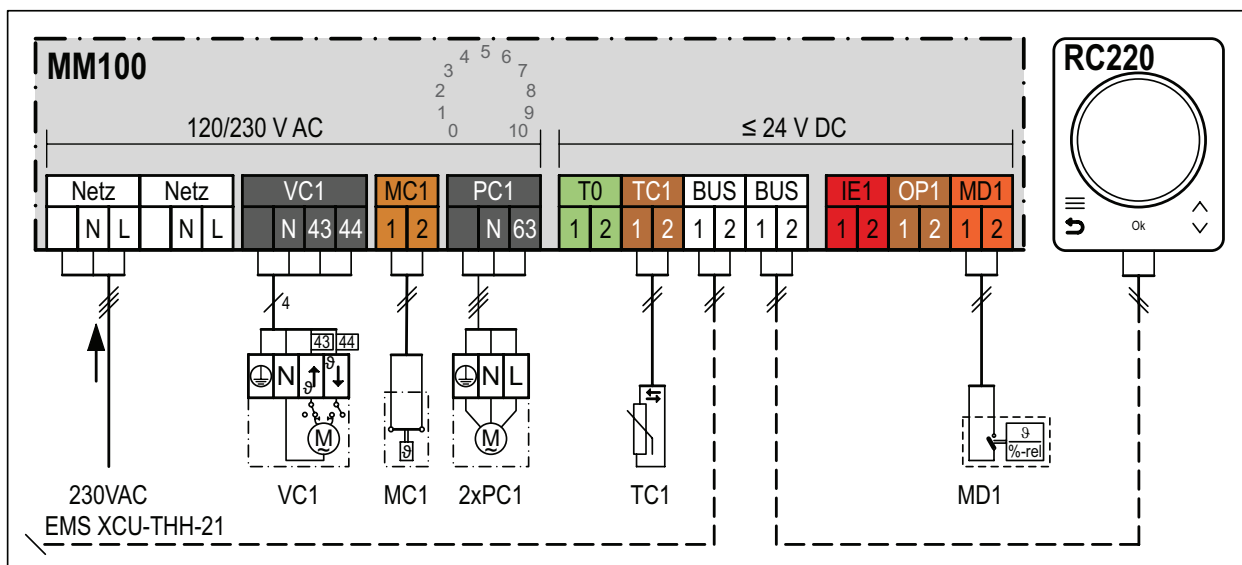 MM100
RC220
0 1 2 3 4 5 6 7 8 9 10
120/230 V AC
≤ 24 V DC
Netz Netz VC1 MC1 PC1 T0 TC1 BUS BUS IE1 OP1 MD1
N L N L N 43 44 1 2 N 63 1 2 1 2 1 2 1 2 1 2 1 2 1 2
Ok
4
43 44
N ϑ ϑ N L
M ~ ϑ M ~ ϑ %-rel
230VAC VC1 MC1 2xPC1 TC1 MD1
EMS XCU-THH-21